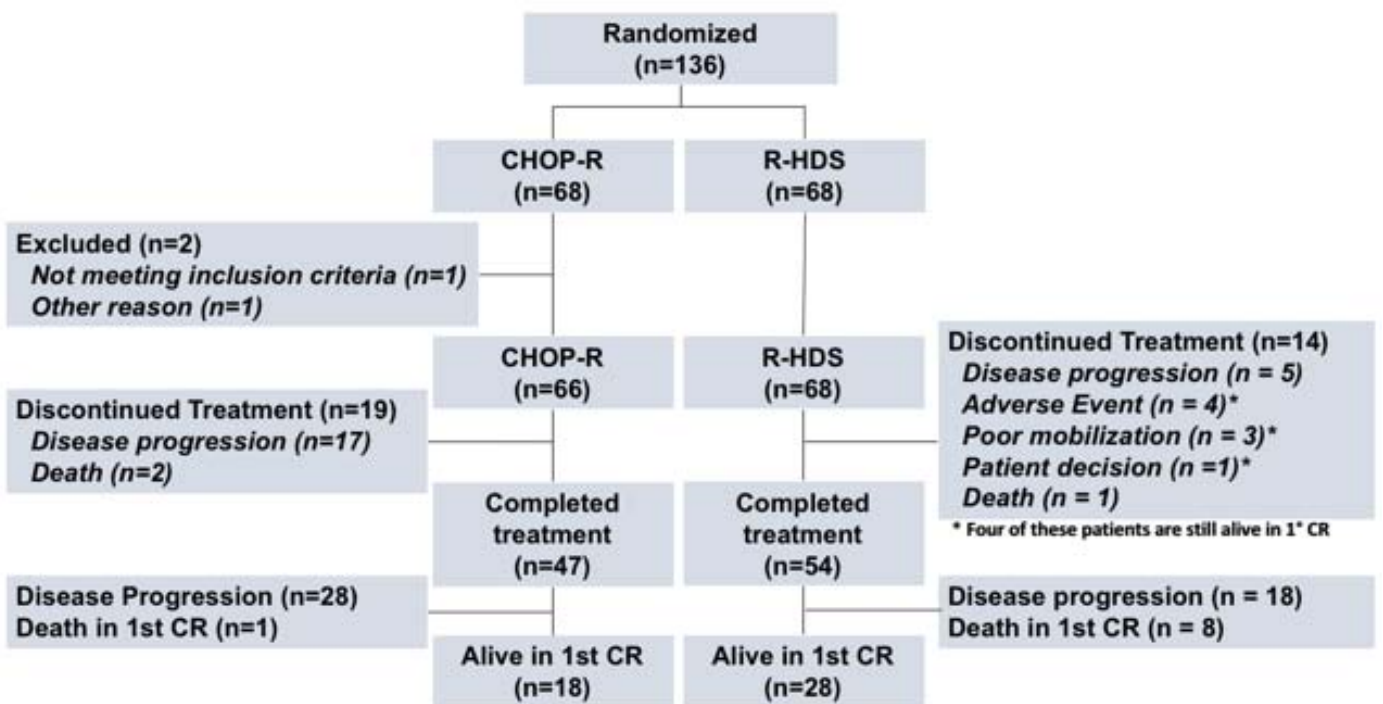 Randomized
(n=136)
CHOP-R
(n=68)
R-HDS
(n=68)
Excluded (n=2)
Not meeting inclusion criteria (n=1)
Other reason (n=1)
CHOP-R
(n=66)
R-HDS
(n=68)
Discontinued Treatment (n=14)
Disease progression (n = 5)
Adverse Event (n = 4)*
Poor mobilization (n = 3)*
Patient decision (n =1)*
Death (n = 1)
* Four of these patients are still alive in 1° CR
Discontinued Treatment (n=19)
Disease progression (n=17)
Death (n=2)
Completed
treatment
(n=47)
Completed
treatment
(n=54)
Disease Progression (n=28)
Death in 1st CR (n=1)
Disease progression (n = 18)
Death in 1st CR (n = 8)
Alive in 1st CR
(n=18)
Alive in 1st CR
(n=28)